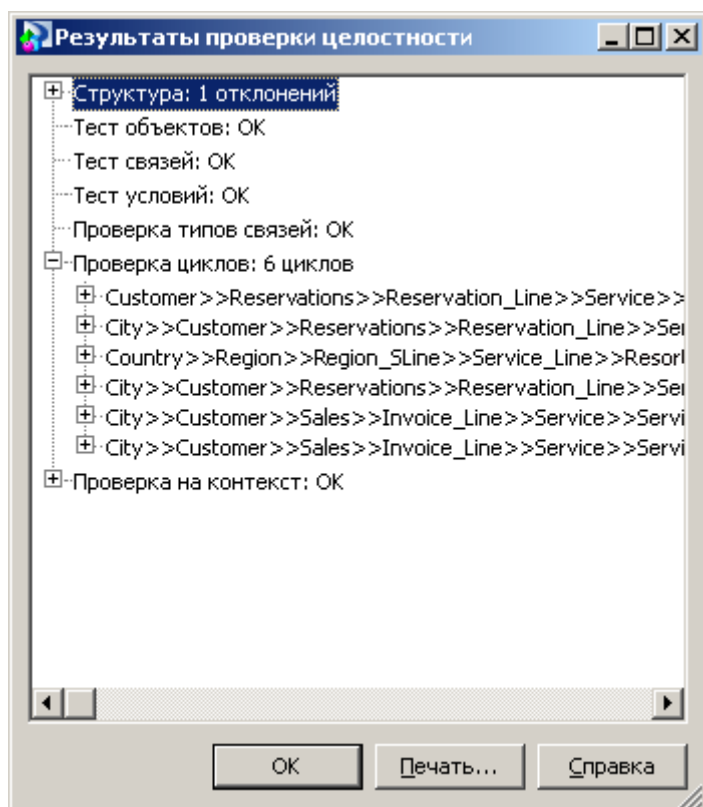 Результаты проверки целостности
Структура: 1 отклонений
Тест объектов: OK
Тест связей: OK
Тест условий: OK
Проверка типов связей: OK
Проверка циклов: 6 циклов
Customer>>Reservations>>Reservation_Line>>Service>>
City>>Customer>>Reservations>>Reservation_Line>>Ser
Country>>Region>>Region_SLine>>Service_Line>>Resort
City>>Customer>>Reservations>>Reservation_Line>>Ser
City>>Customer>>Sales>>Invoice_Line>>Service>>Servi
City>>Customer>>Sales>>Invoice_Line>>Service>>Servi
Проверка на контекст: OK
OK Печать... Справка